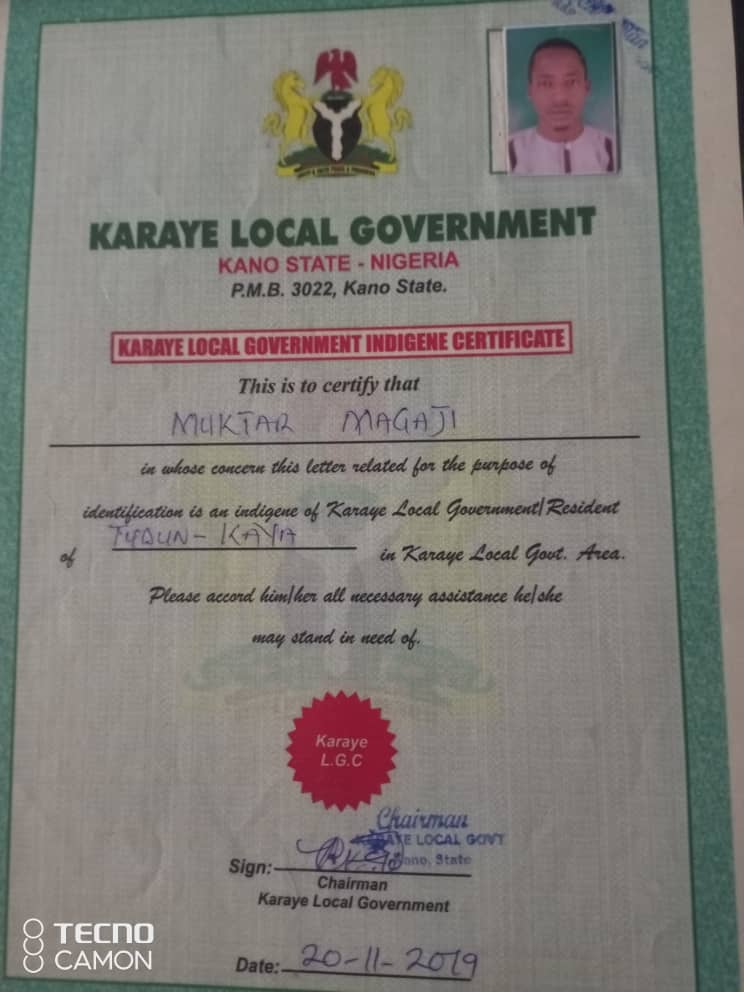 KARAYE LOCAL GOVERNMENT
KANO STATE - NIGERIA
P.M.B. 3022, Kano State.
KARAYE LOCAL GOVERNMENT INDIGENE CERTIFICATE
This is to certify that
MUKTAR MAGAJI
in whose concern this letter related for the purpose of
identification is an indigene of Karaye Local Government/Resident
of TUDUN-KAYA in Karaye Local Govt. Area.
Please accord him/her all necessary assistance he/she
may stand in need of.
Karaye
L.G.C
Chairman
LOCAL GOVT
State
Sign:
Chairman
Karaye Local Government
Date: 20-11-2019
TECNO
CAMON